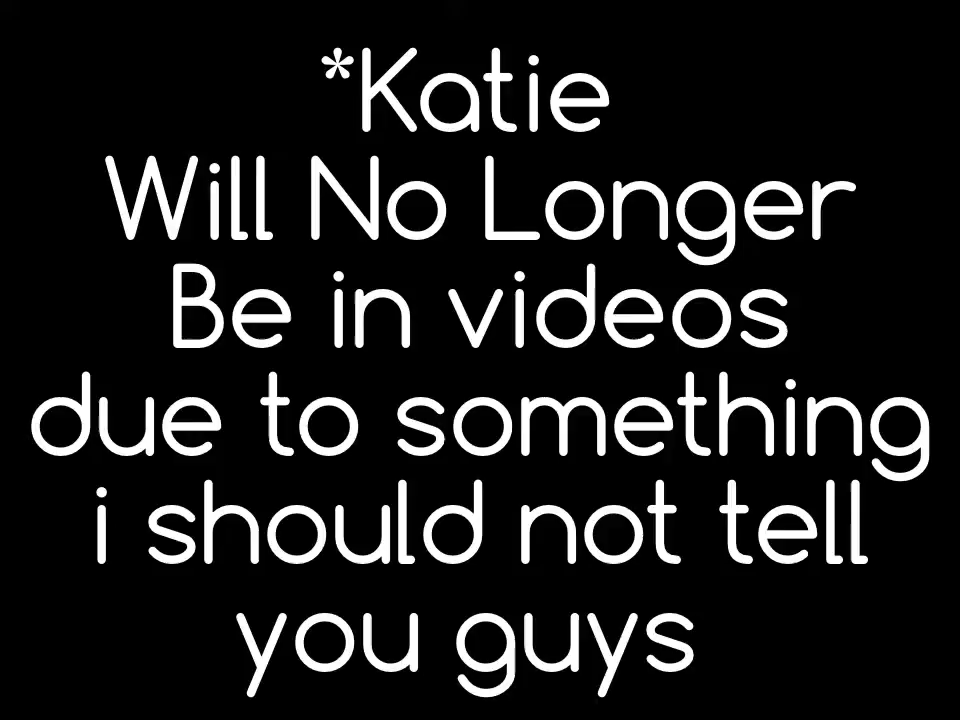 *Katie
Will No Longer
Be in videos
due to something
i should not tell
you guys